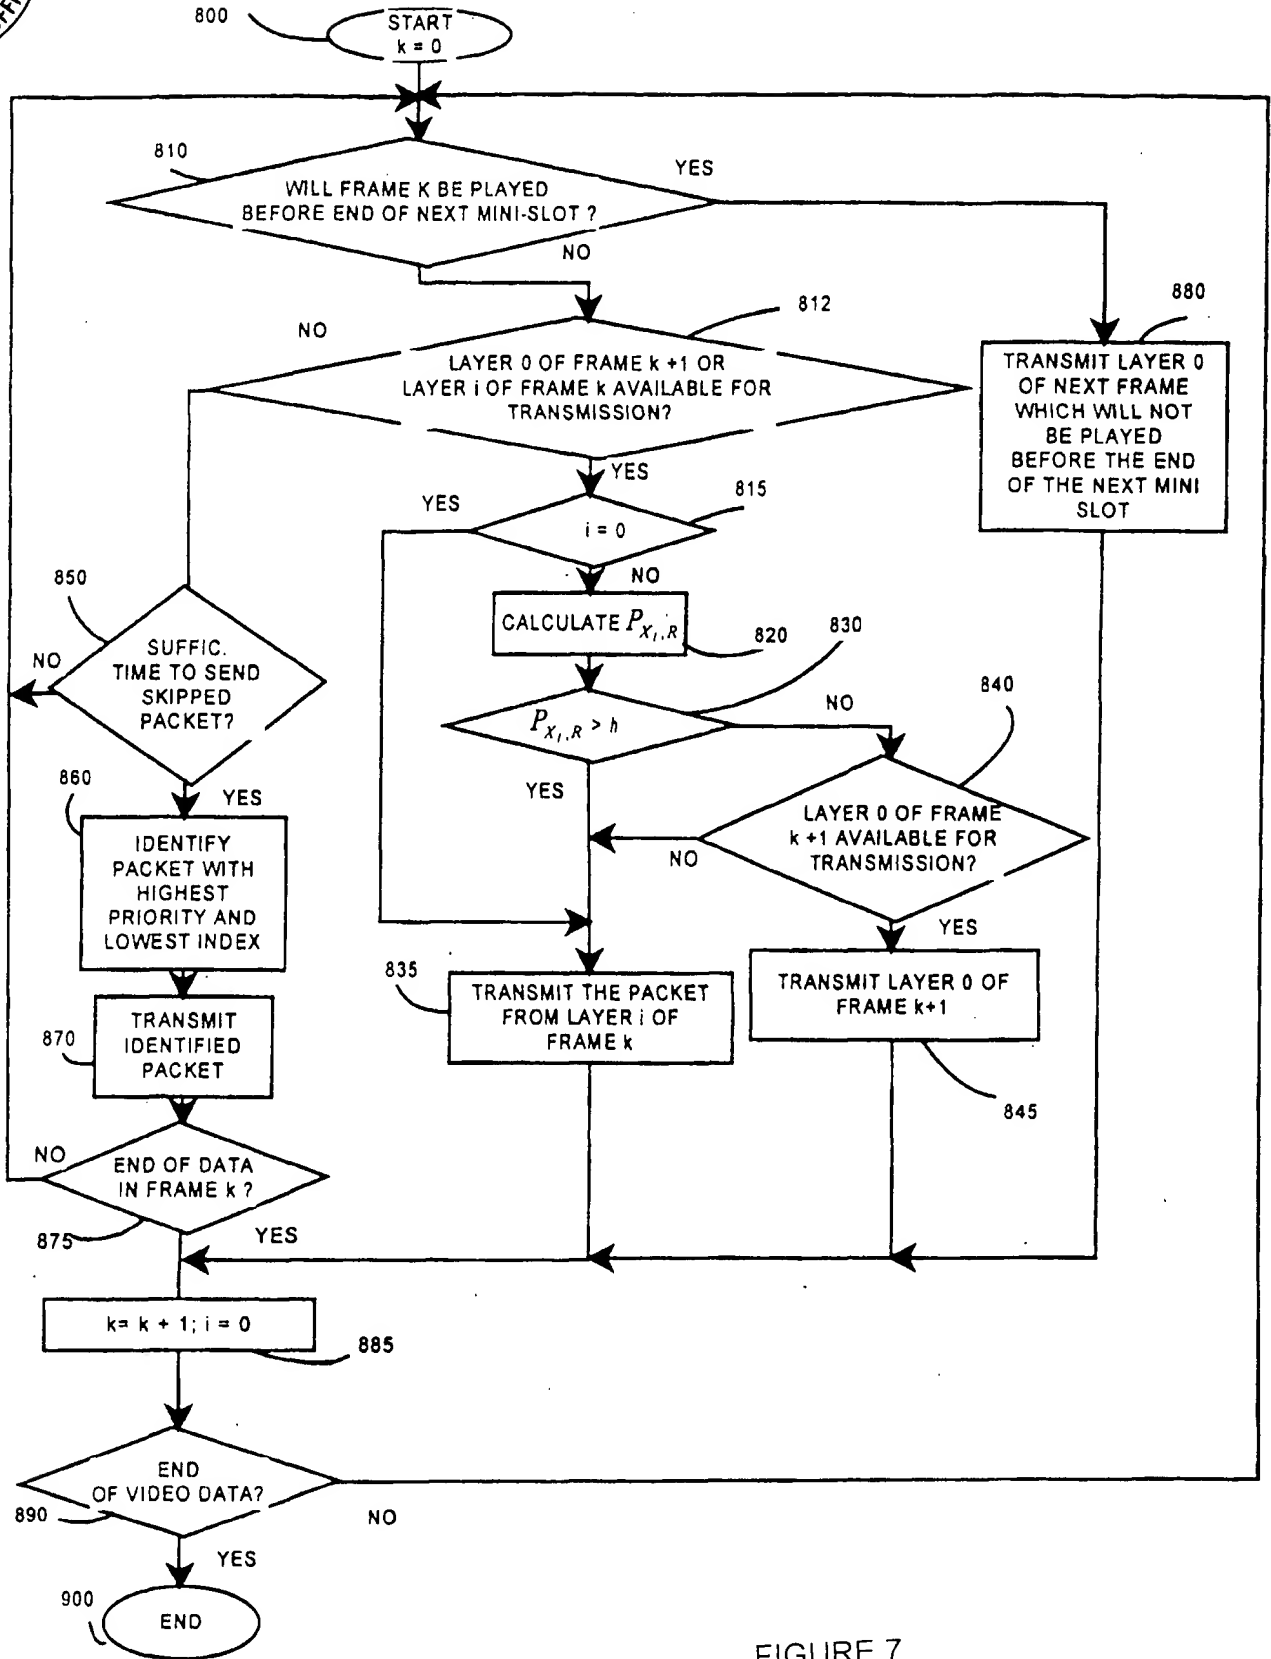 800
START
k = 0
810
YES
WILL FRAME K BE PLAYED
BEFORE END OF NEXT MINI-SLOT ?
NO
880
812
NO
LAYER 0 OF FRAME k +1 OR
LAYER i OF FRAME k AVAILABLE FOR
TRANSMISSION?
TRANSMIT LAYER 0
OF NEXT FRAME
WHICH WILL NOT
BE PLAYED
BEFORE THE END
OF THE NEXT MINI
SLOT
YES
815
YES
i = 0
850
NO
CALCULATE P_{X_i,R}
820
830
SUFFIC.
TIME TO SEND
SKIPPED
PACKET?
NO
840
NO
P_{X_i,R} > h
860
YES
YES
LAYER 0 OF FRAME
k +1 AVAILABLE FOR
TRANSMISSION?
NO
IDENTIFY
PACKET WITH
HIGHEST
PRIORITY AND
LOWEST INDEX
YES
835
TRANSMIT THE PACKET
FROM LAYER i OF
FRAME k
TRANSMIT LAYER 0 OF
FRAME k+1
870
TRANSMIT
IDENTIFIED
PACKET
845
NO
END OF DATA
IN FRAME k ?
875
YES
k= k + 1; i = 0
885
END
OF VIDEO DATA?
890
NO
YES
900
END
FIGURE 7